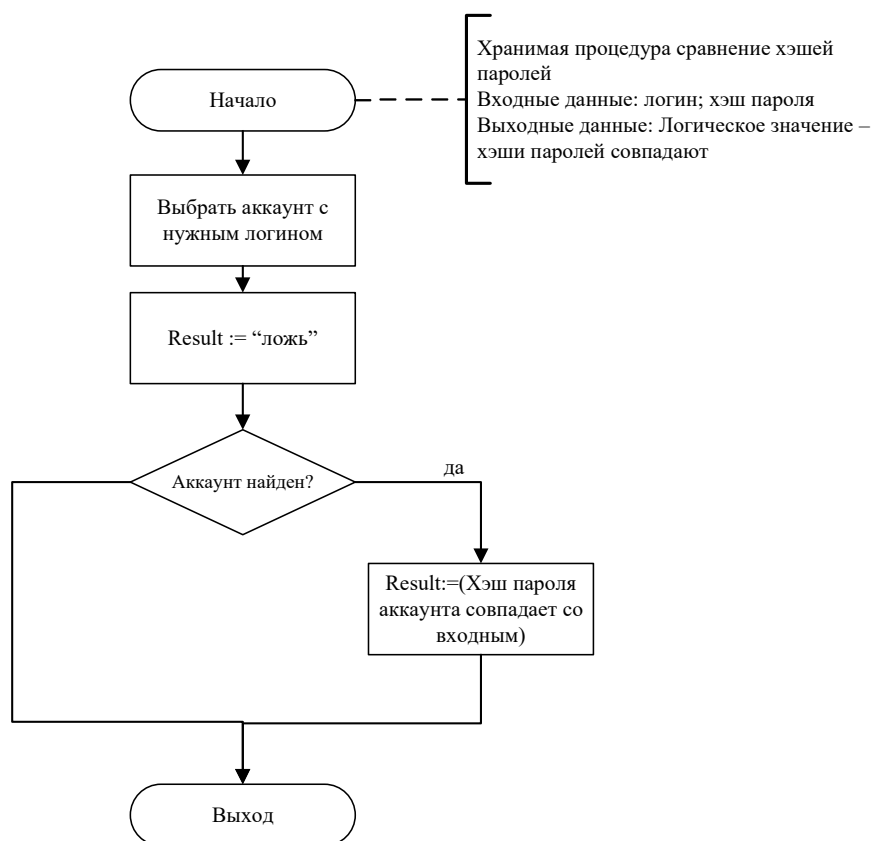 Начало
Хранимая процедура сравнение хэшей
паролей
Входные данные: логин; хэш пароля
Выходные данные: Логическое значение –
хэши паролей совпадают
Выбрать аккаунт с
нужным логином
Result := “ложь”
Аккаунт найден?
да
Result:=(Хэш пароля
аккаунта совпадает со
входным)
Выход